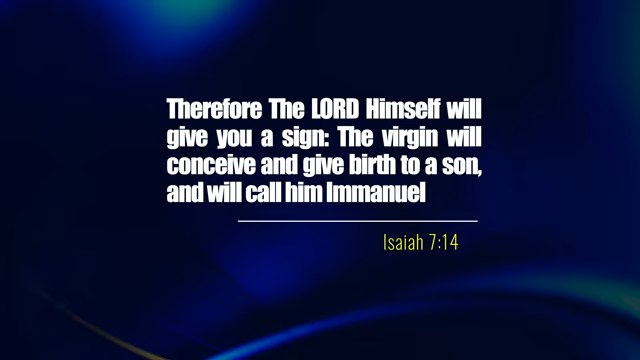 Therefore The LORD Himself will
give you a sign: The virgin will
conceive and give birth to a son,
and will call him Immanuel
Isaiah 7:14